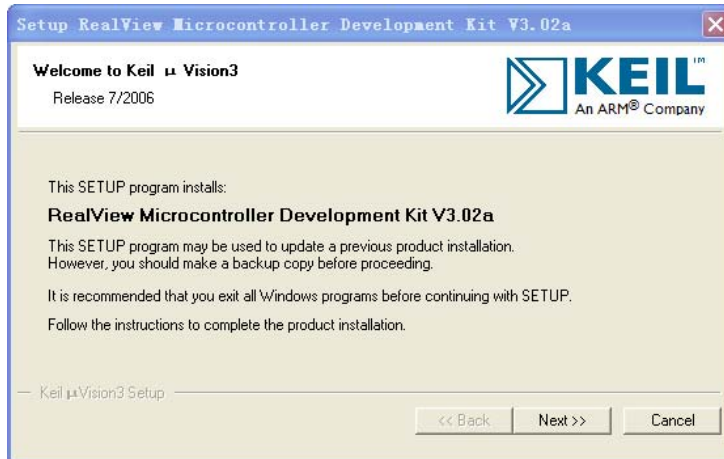 Setup RealView Microcontroller Development Kit V3.02a
Welcome to Keil μ Vision3
Release 7/2006
KEIL™
An ARM® Company
This SETUP program installs:
RealView Microcontroller Development Kit V3.02a
This SETUP program may be used to update a previous product installation.
However, you should make a backup copy before proceeding.
It is recommended that you exit all Windows programs before continuing with SETUP.
Follow the instructions to complete the product installation.
Keil μVision3 Setup
<< Back
Next >>
Cancel